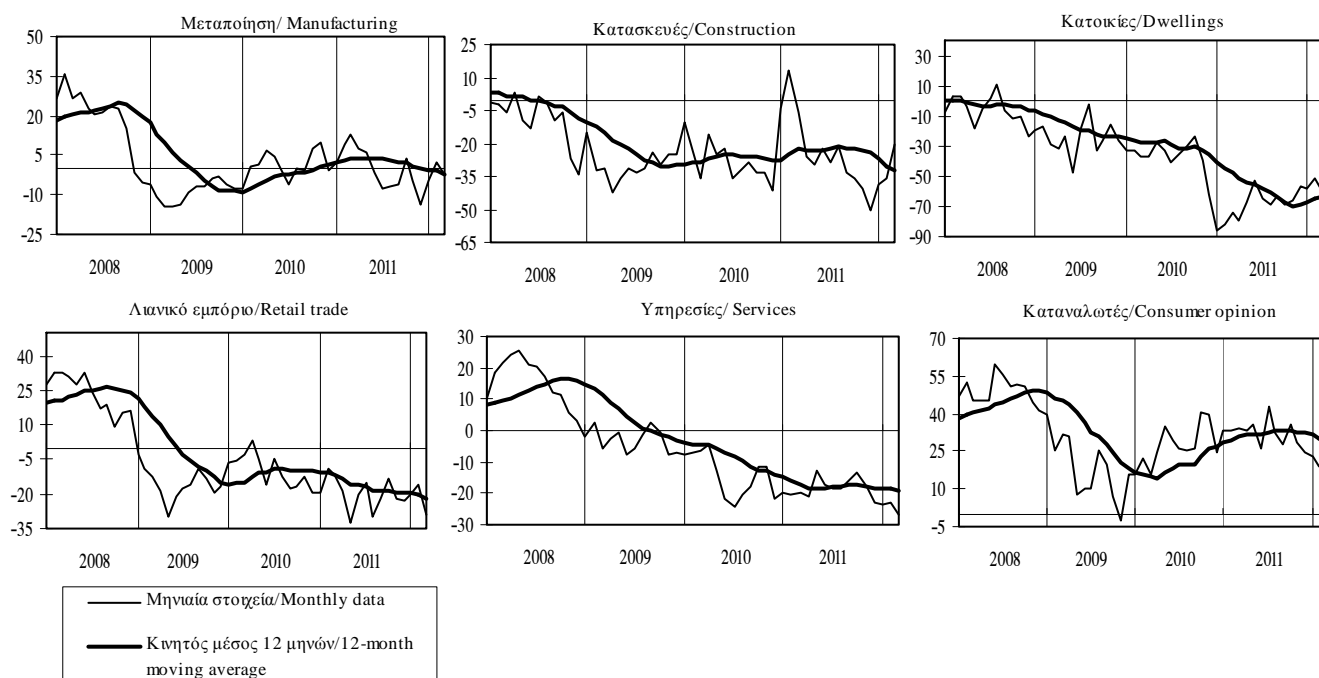 Μεταποίηση/ Manufacturing
50
35
20
5
-10
-25
2008 2009 2010 2011
Κατασκευές/Construction
25
10
-5
-20
-35
-50
-65
2008 2009 2010 2011
Κατοικίες/Dwellings
30
10
-10
-30
-50
-70
-90
2008 2009 2010 2011
Λιανικό εμπόριο/Retail trade
40
25
10
-5
-20
-35
2008 2009 2010 2011
Υπηρεσίες/ Services
30
20
10
0
-10
-20
-30
2008 2009 2010 2011
Καταναλωτές/Consumer opinion
70
55
40
25
10
-5
2008 2009 2010 2011
Μηνιαία στοιχεία/Monthly data
Κινητός μέσος 12 μηνών/12-month
moving average